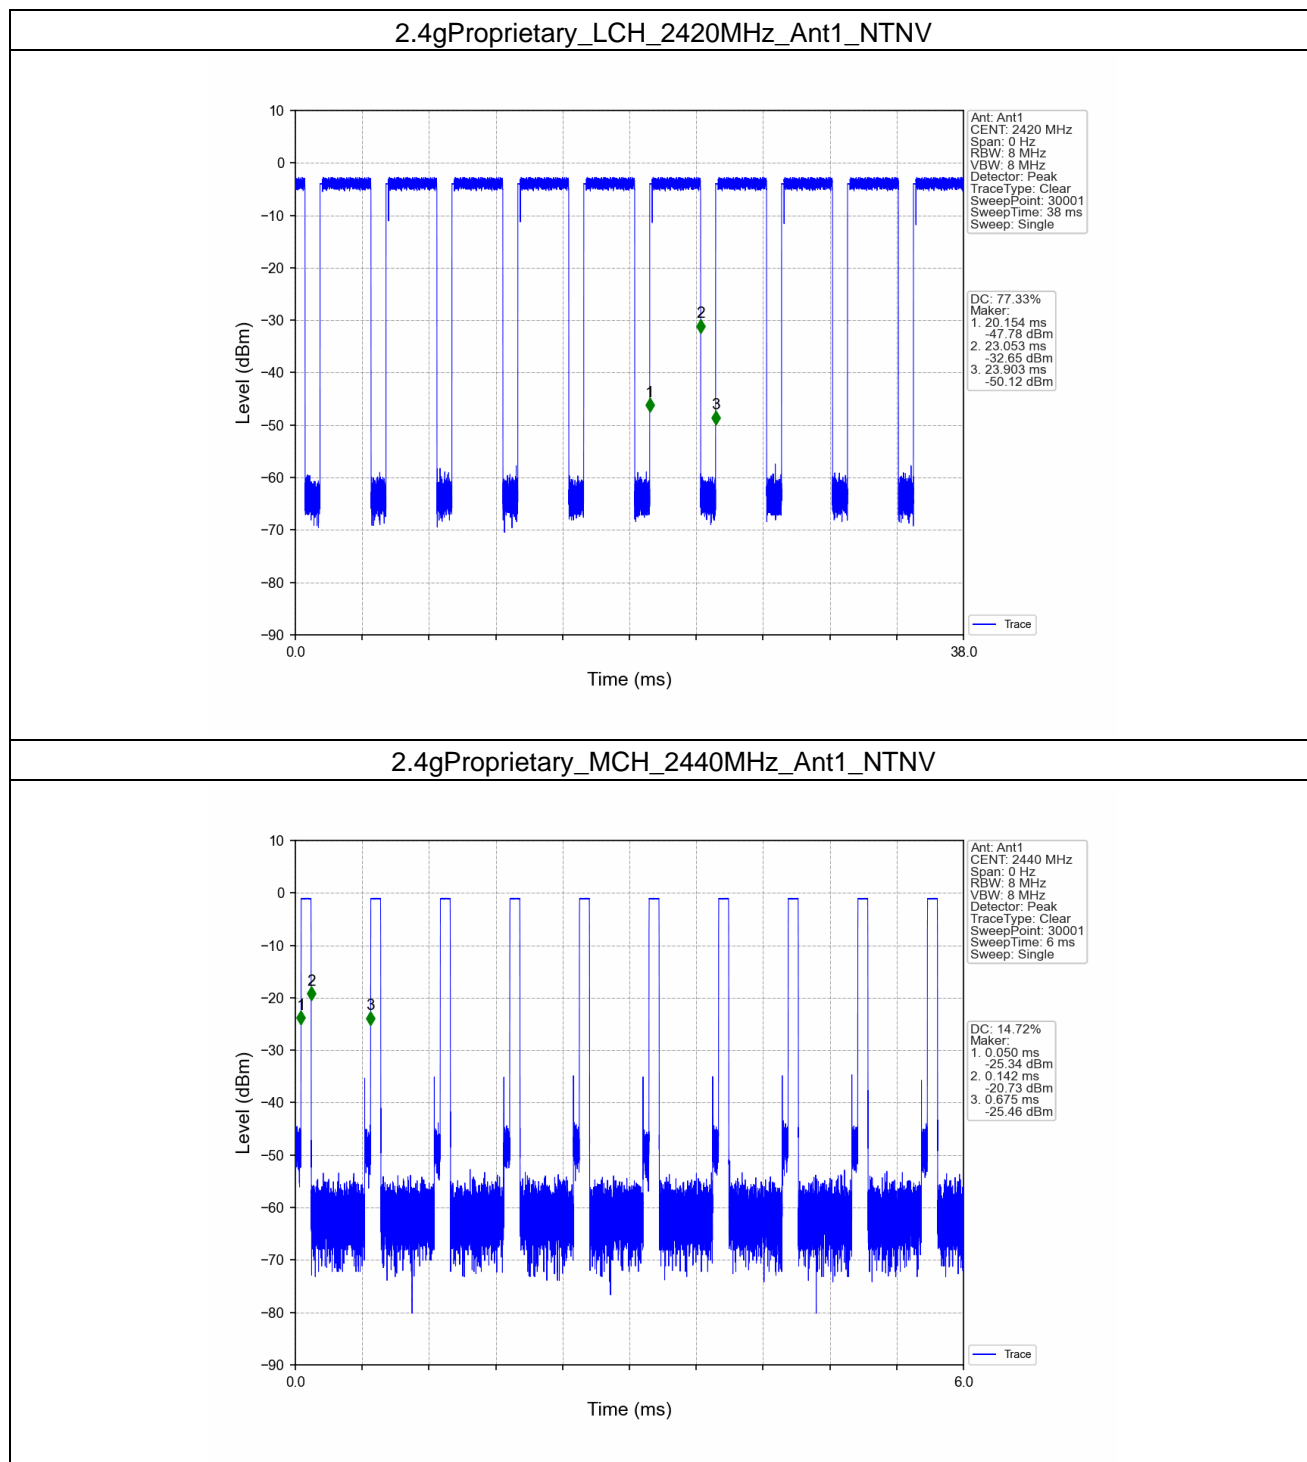 2.4gProprietary_LCH_2420MHz_Ant1_NTNV
10
0
−10
−20
−30
−40
−50
−60
−70
−80
−90
Level (dBm)
0.0
38.0
Time (ms)
1
2
3
Ant: Ant1
CENT: 2420 MHz
Span: 0 Hz
RBW: 8 MHz
VBW: 8 MHz
Detector: Peak
TraceType: Clear
SweepPoint: 30001
SweepTime: 38 ms
Sweep: Single
DC: 77.33%
Maker:
1. 20.154 ms
-47.78 dBm
2. 23.053 ms
-32.65 dBm
3. 23.903 ms
-50.12 dBm
Trace
2.4gProprietary_MCH_2440MHz_Ant1_NTNV
10
0
−10
−20
−30
−40
−50
−60
−70
−80
−90
Level (dBm)
0.0
6.0
Time (ms)
1
2
3
Ant: Ant1
CENT: 2440 MHz
Span: 0 Hz
RBW: 8 MHz
VBW: 8 MHz
Detector: Peak
TraceType: Clear
SweepPoint: 30001
SweepTime: 6 ms
Sweep: Single
DC: 14.72%
Maker:
1. 0.050 ms
-25.34 dBm
2. 0.142 ms
-20.73 dBm
3. 0.675 ms
-25.46 dBm
Trace